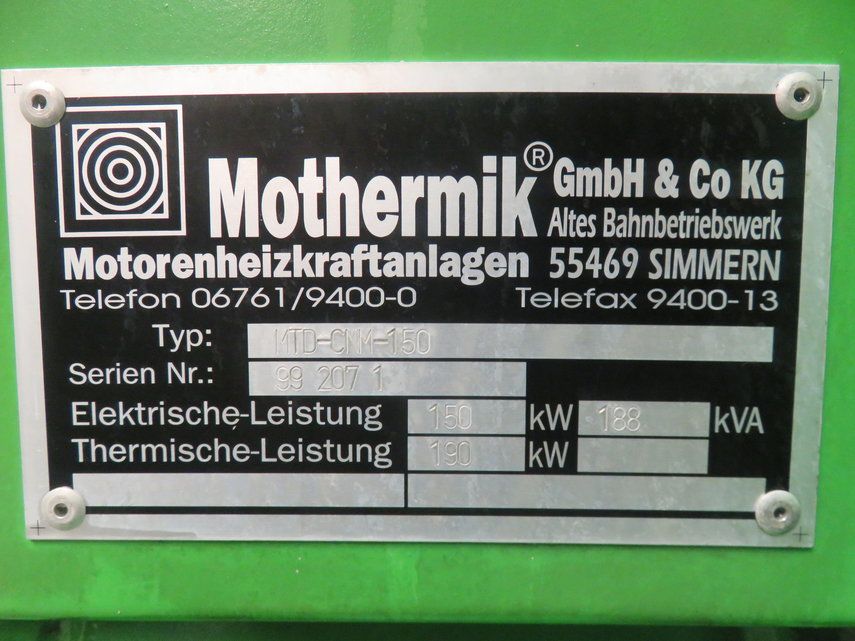 Mothermik® GmbH & Co KG
Altes Bahnbetriebswerk
Motorenheizkraftanlagen 55469 SIMMERN
Telefon 06761/9400-0 Telefax 9400-13
Typ: MTD-CNM-150
Serien Nr.: 99 207 1
Elektrische-Leistung 150 kW 188 kVA
Thermische-Leistung 190 kW